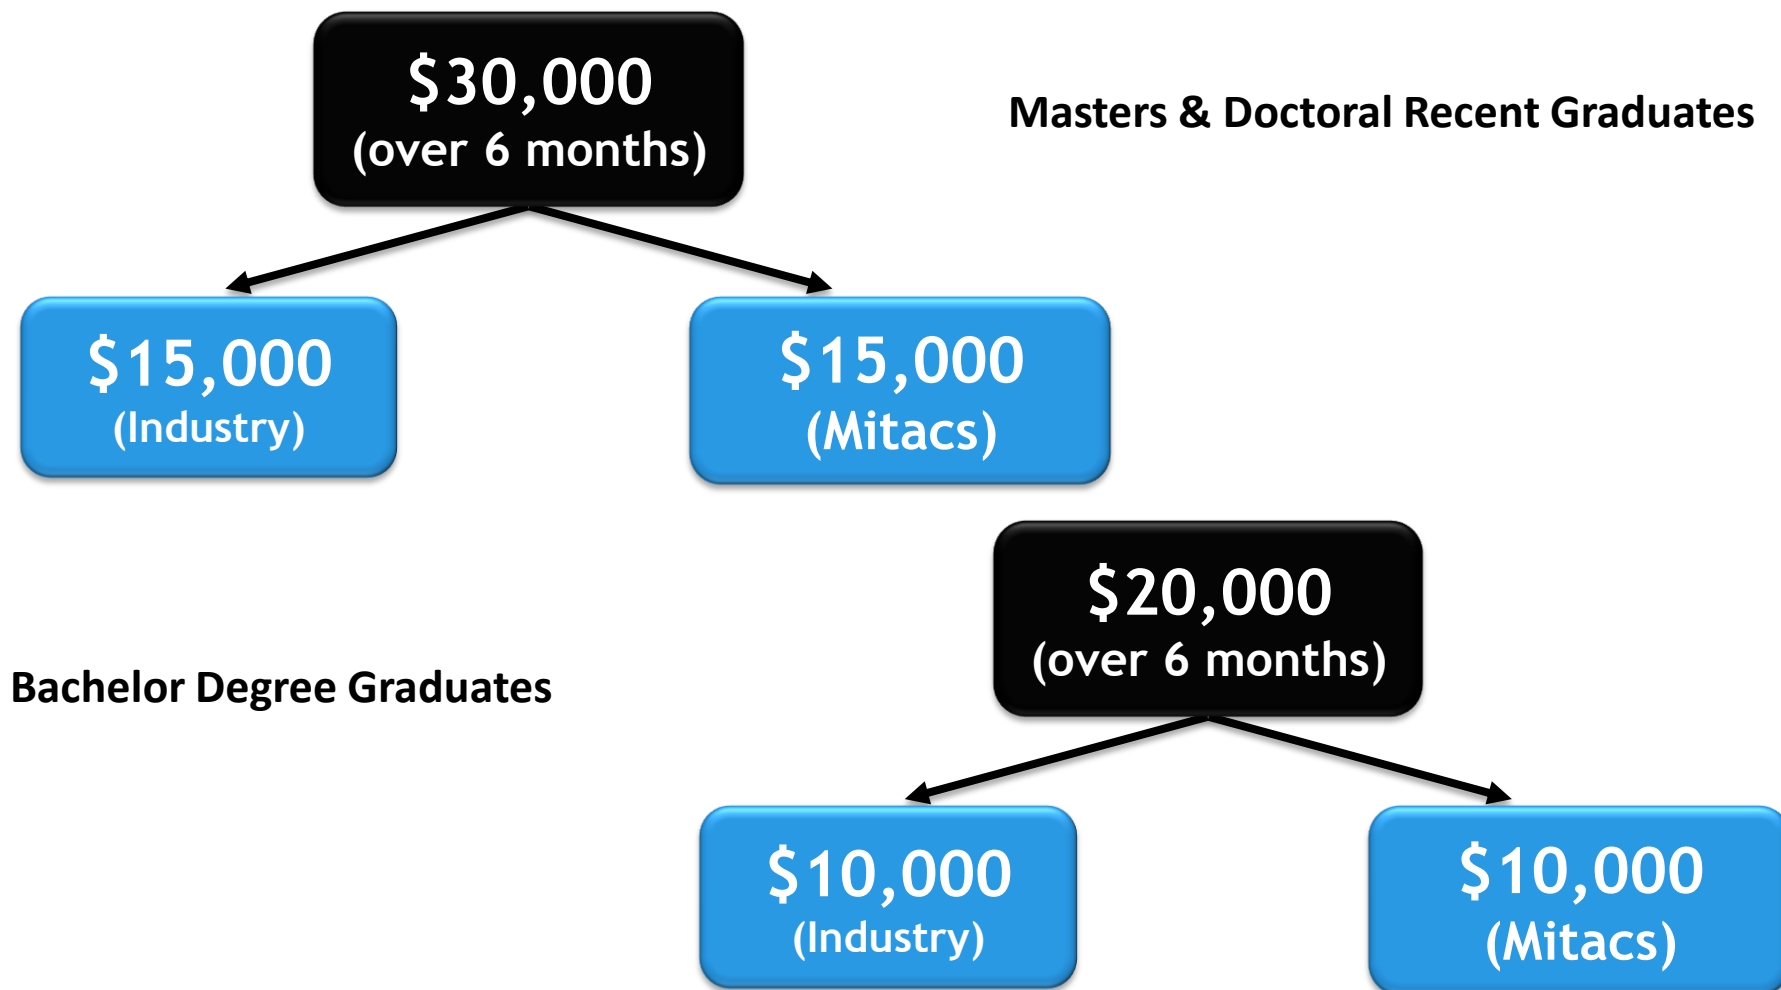 $30,000
(over 6 months)
Masters & Doctoral Recent Graduates
$15,000
(Industry)
$15,000
(Mitacs)
$20,000
(over 6 months)
Bachelor Degree Graduates
$10,000
(Industry)
$10,000
(Mitacs)